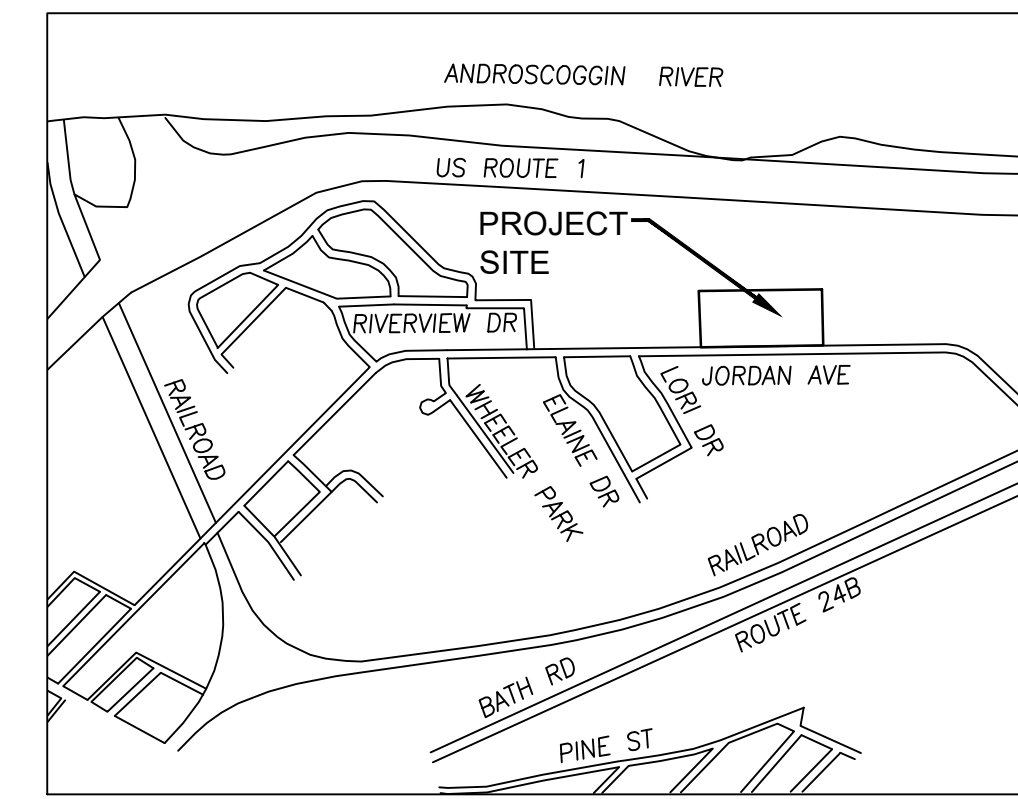 ANDROSCOGGIN RIVER
US ROUTE 1
PROJECT
SITE
RIVERVIEW DR
JORDAN AVE
RAILROAD
WHEELER PARK
ELAINE DR
LORI DR
RAILROAD
ROUTE 24B
BATH RD
PINE ST